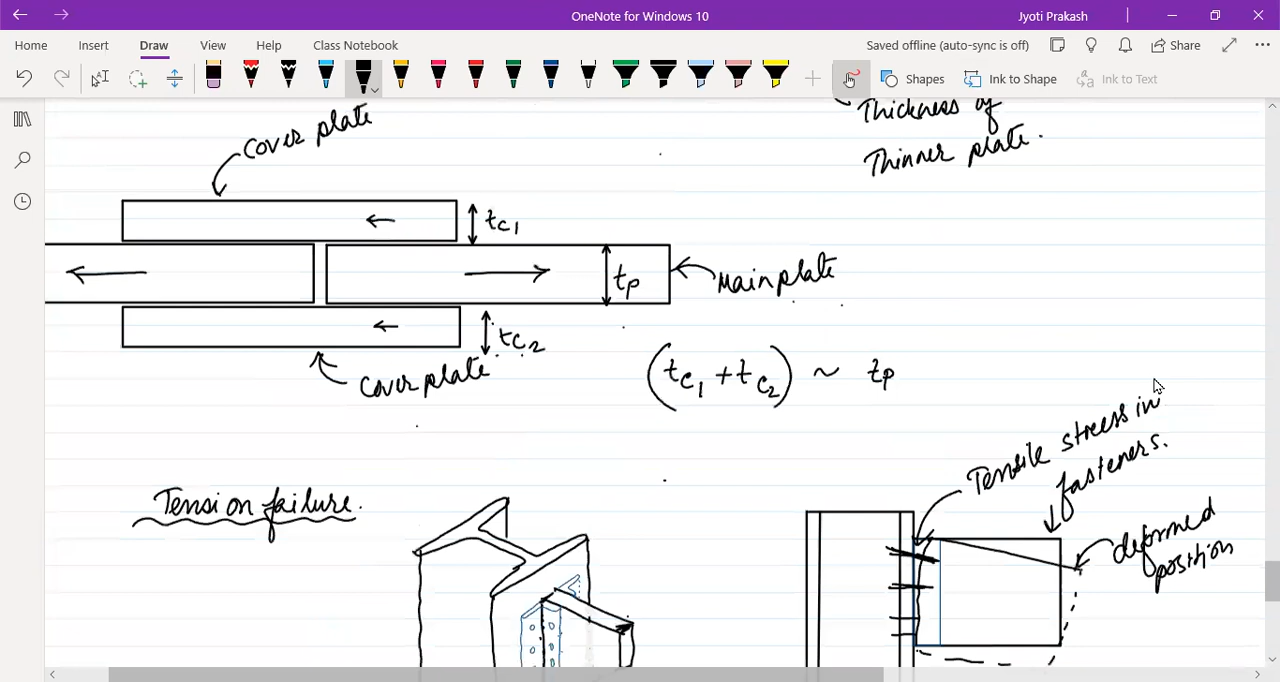 OneNote for Windows 10
Jyoti Prakash
Home Insert Draw View Help Class Notebook
Saved offline (auto-sync is off)
Share
Shapes
Ink to Shape
Ink to Text
Thickness of
Thinner plate.
Cover plate
tc1
tp
Main plate
tc2
Cover plate
(tc1 + tc2) ~ tp
Tension failure.
Tensile stress in
fasteners.
deformed
position